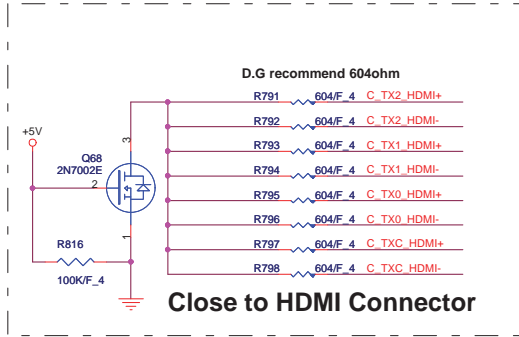 D.G recommend 604ohm
R791 604/F_4 C_TX2_HDMI+
R792 604/F_4 C_TX2_HDMI-
R793 604/F_4 C_TX1_HDMI+
R794 604/F_4 C_TX1_HDMI-
R795 604/F_4 C_TX0_HDMI+
R796 604/F_4 C_TX0_HDMI-
R797 604/F_4 C_TXC_HDMI+
R798 604/F_4 C_TXC_HDMI-
+5V
3
Q68
2N7002E
2
1
R816
100K/F_4
Close to HDMI Connector